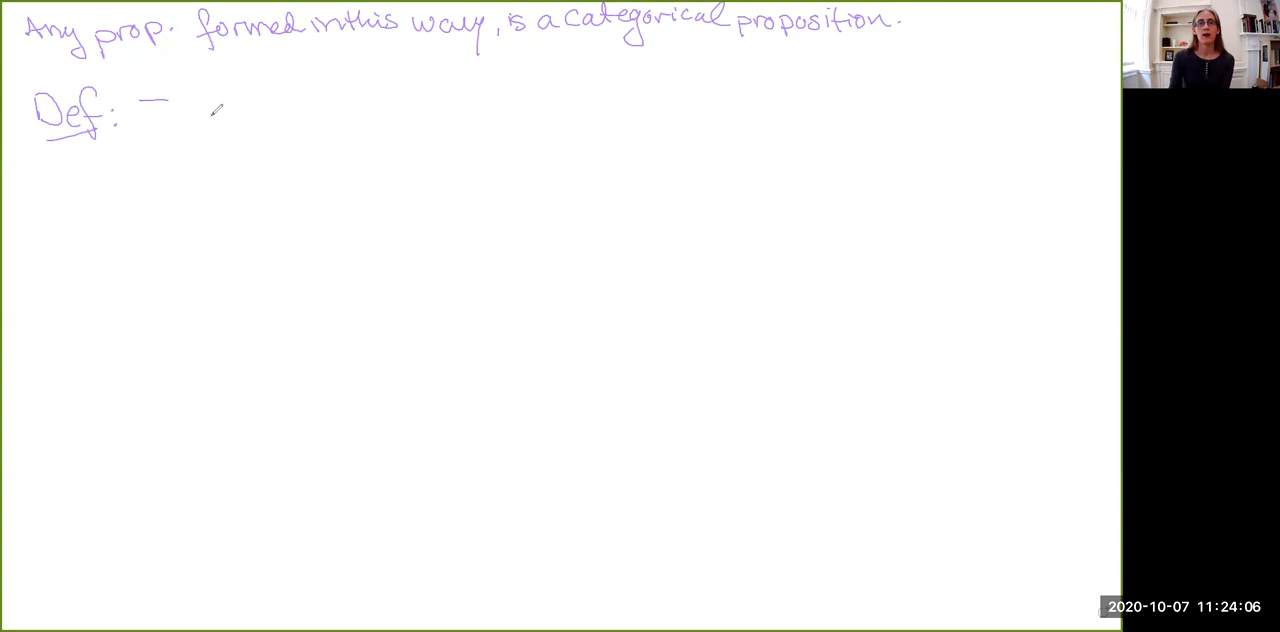 Any prop. formed in this way, is a categorical proposition.
Def: —
2020-10-07 11:24:06